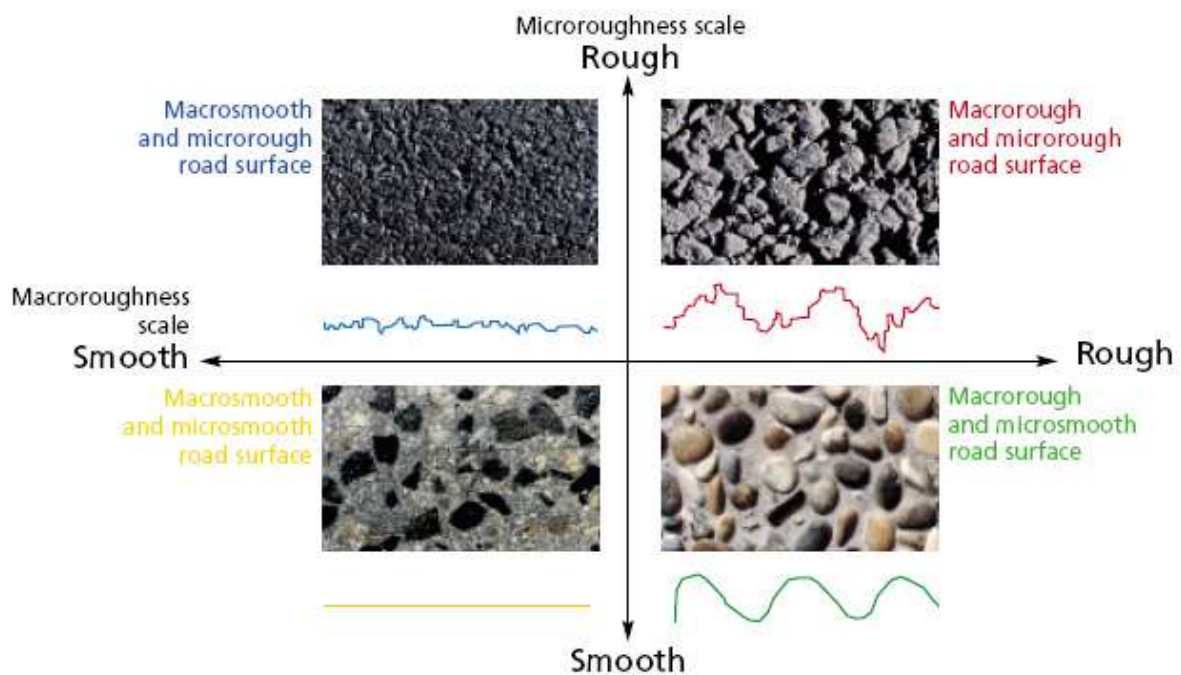 Microroughness scale
Rough
Macrosmooth
and microrough
road surface
Macrorough
and microrough
road surface
Macroroughness
scale
Smooth
Rough
Macrosmooth
and microsmooth
road surface
Macrorough
and microsmooth
road surface
Smooth